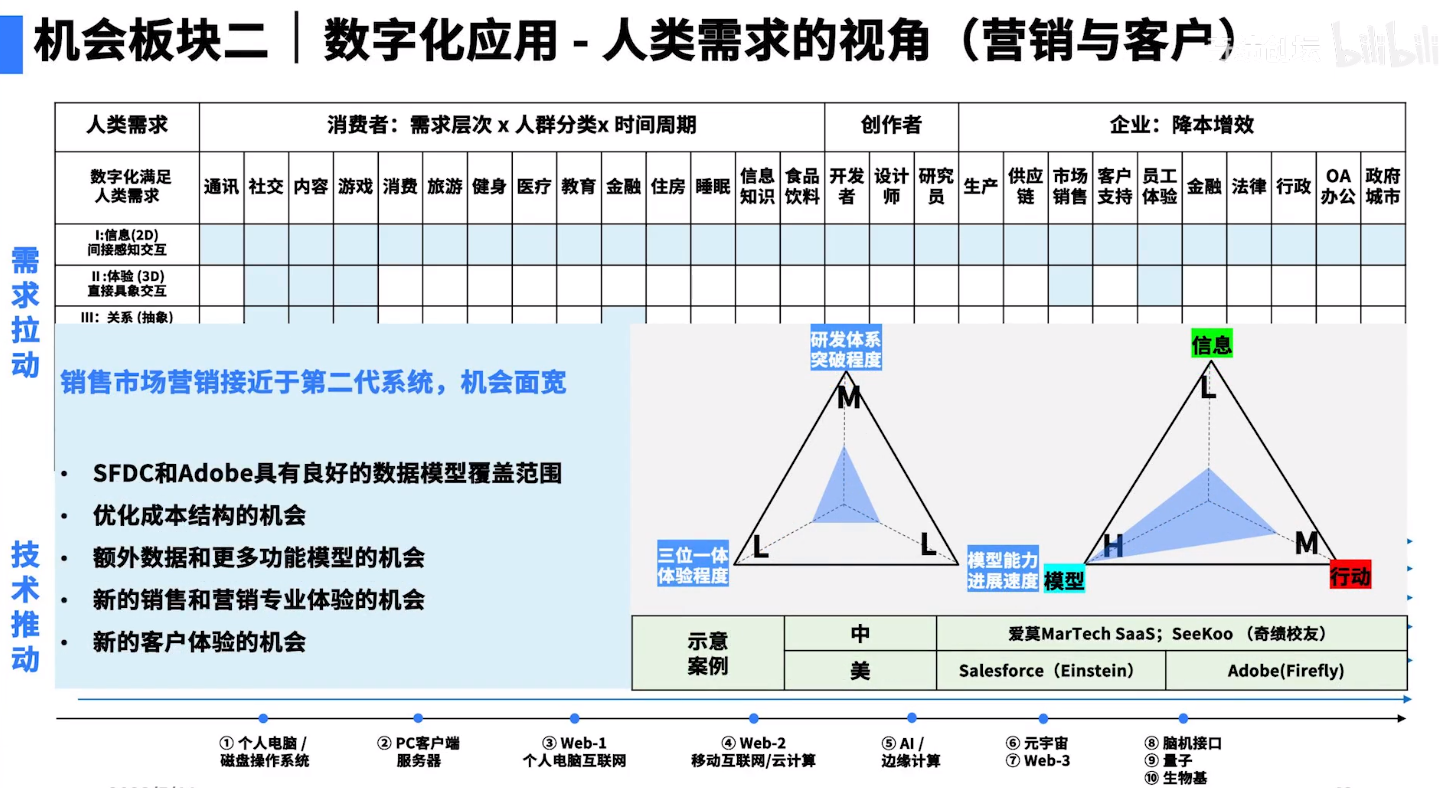 机会板块二｜数字化应用 - 人类需求的视角（营销与客户）
bilibili
人类需求
消费者：需求层次 x 人群分类x 时间周期
创作者
企业：降本增效
数字化满足
人类需求
通讯
社交
内容
游戏
消费
旅游
健身
医疗
教育
金融
住房
睡眠
信息
知识
食品
饮料
开发
者
设计
师
研究
员
生产
供应
链
市场
销售
客户
支持
员工
体验
金融
法律
行政
OA
办公
政府
城市
I:信息(2D)
间接感知交互
II:体验 (3D)
直接具象交互
III：关系 (抽象)
需求拉动
技术推动
销售市场营销接近于第二代系统，机会面宽
• SFDC和Adobe具有良好的数据模型覆盖范围
• 优化成本结构的机会
• 额外数据和更多功能模型的机会
• 新的销售和营销专业体验的机会
• 新的客户体验的机会
研发体系
突破程度
M
三位一体
体验程度
L
L
模型能力
进展速度
信息
L
H
M
模型
行动
示意
案例
中
爱莫MarTech SaaS；SeeKoo （奇绩校友）
美
Salesforce（Einstein）
Adobe(Firefly)
① 个人电脑 /
磁盘操作系统
② PC客户端
服务器
③ Web-1
个人电脑互联网
④ Web-2
移动互联网/云计算
⑤ AI /
边缘计算
⑥ 元宇宙
⑦ Web-3
⑧ 脑机接口
⑨ 量子
⑩ 生物基